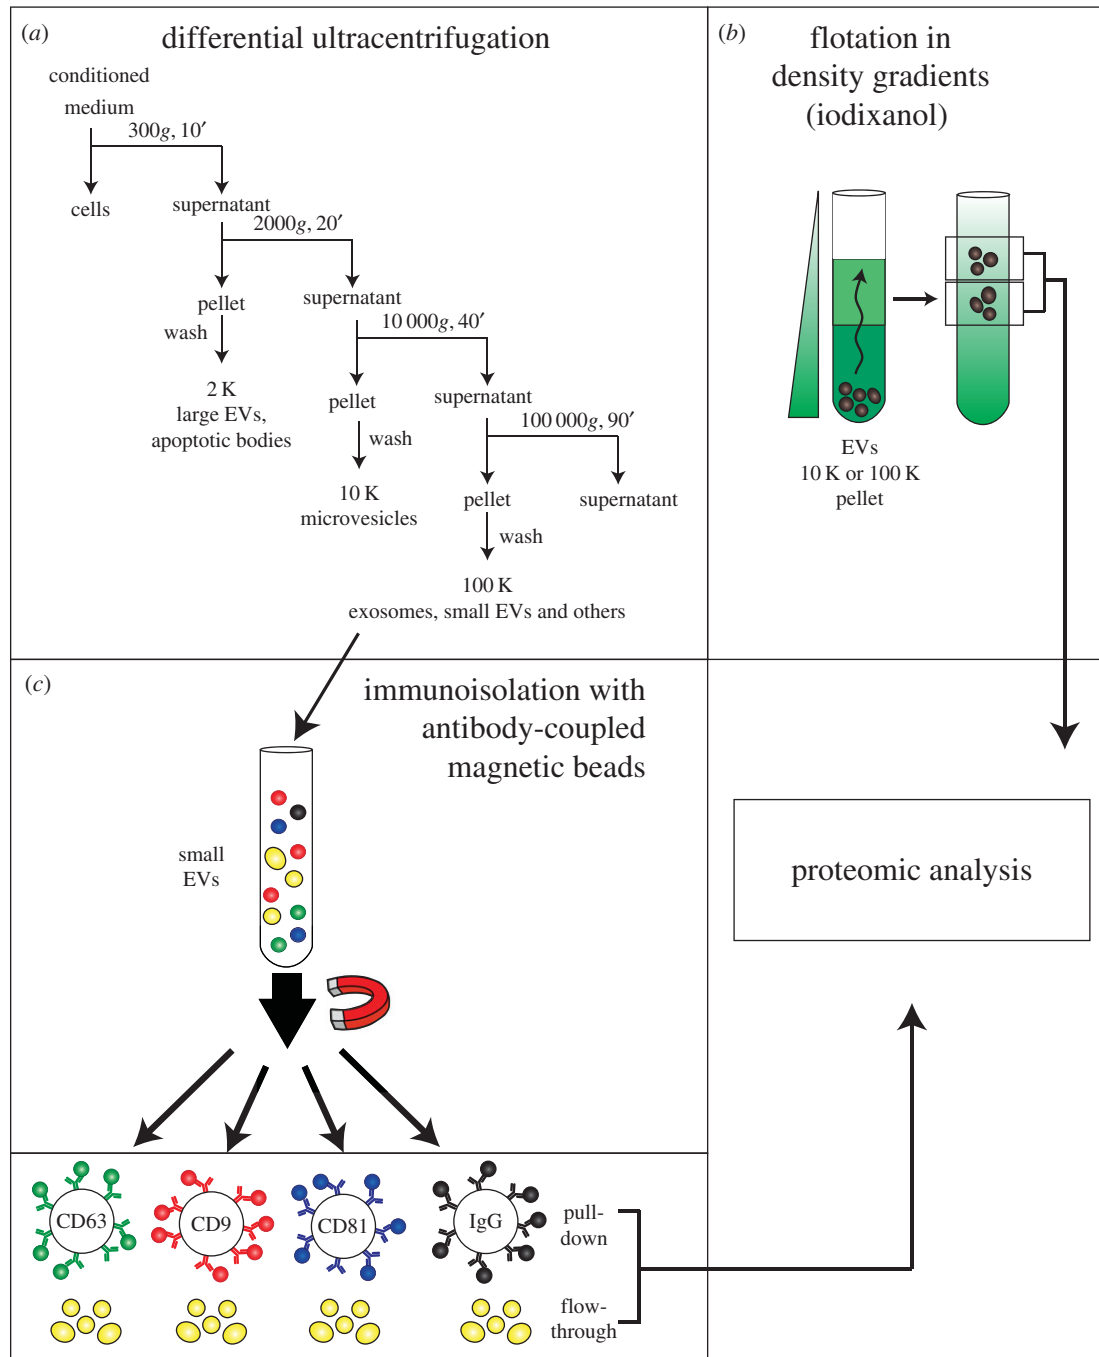 (a)
differential ultracentrifugation
conditioned
medium
300g, 10′
cells
supernatant
2000g, 20′
pellet
supernatant
wash
10 000g, 40′
2 K
large EVs,
apoptotic bodies
pellet
supernatant
wash
100 000g, 90′
10 K
microvesicles
pellet
supernatant
wash
100 K
exosomes, small EVs and others
(b)
flotation in
density gradients
(iodixanol)
EVs
10 K or 100 K
pellet
(c)
immunoisolation with
antibody-coupled
magnetic beads
small
EVs
proteomic analysis
CD63
CD9
CD81
IgG
pull-
down
flow-
through